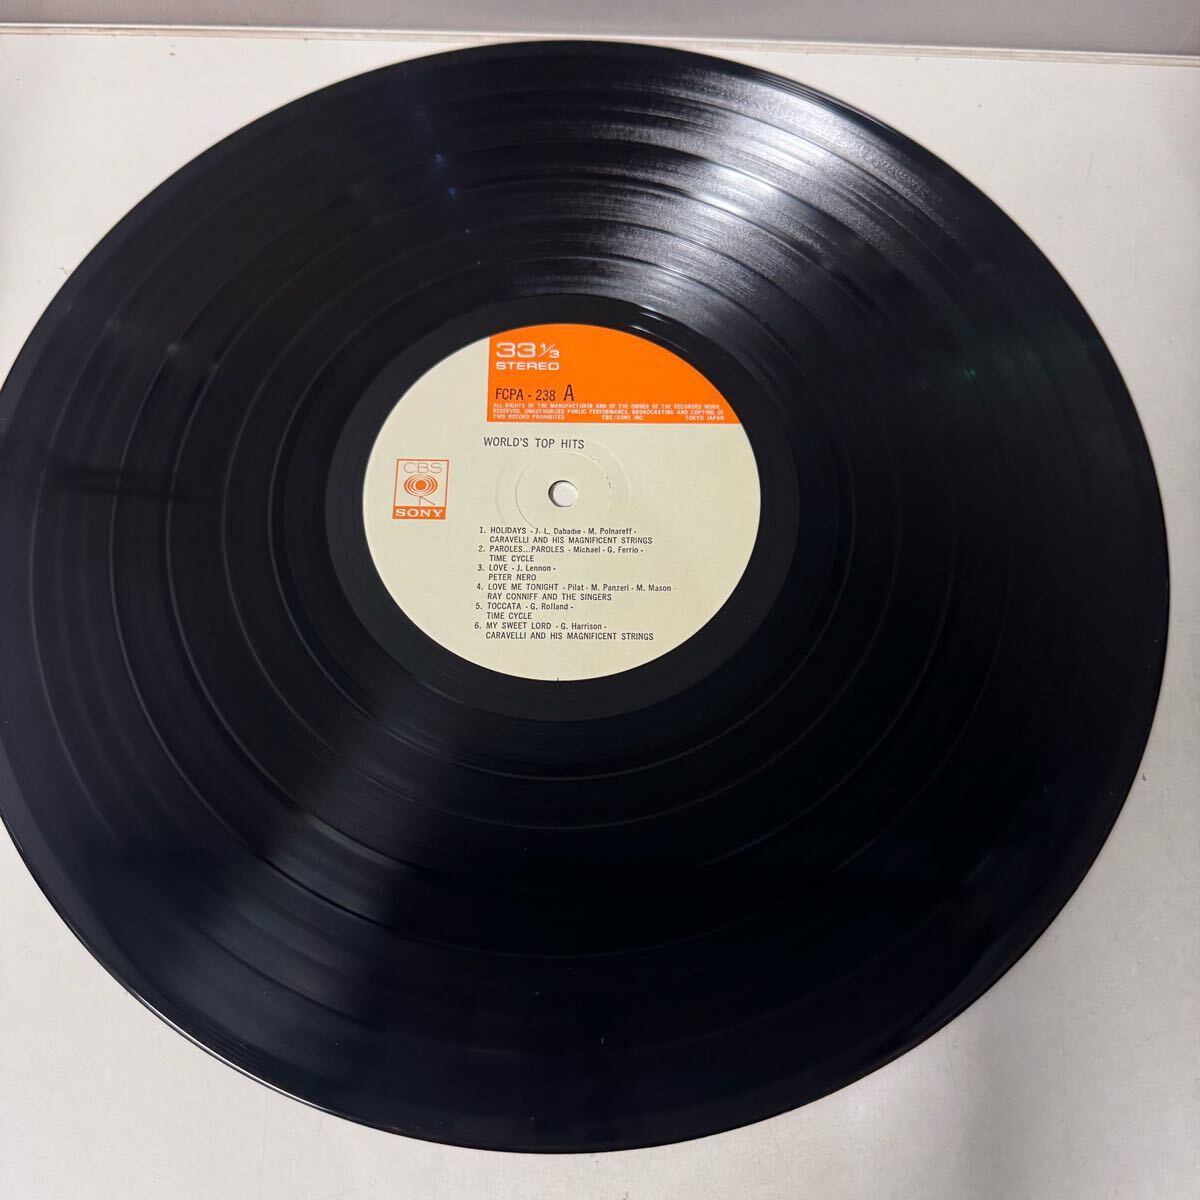 33 1/3
STEREO
FCPA - 238 A
ALL RIGHTS OF THE MANUFACTURER AND OF THE OWNER OF THE RECORDED WORK
RESERVED. UNAUTHORIZED PUBLIC PERFORMANCE, BROADCASTING AND COPYING OF
THIS RECORD PROHIBITED. CBS/SONY INC. TOKYO JAPAN
WORLD'S TOP HITS
CBS
SONY
1. HOLIDAYS - J. L. Dabadie - M. Polnareff -
CARAVELLI AND HIS MAGNIFICENT STRINGS
2. PAROLES...PAROLES - Michael - G. Ferrio -
TIME CYCLE
3. LOVE - J. Lennon -
PETER NERO
4. LOVE ME TONIGHT - Pilat - M. Panzeri - M. Mason -
RAY CONNIFF AND THE SINGERS
5. TOCCATA - G. Rolland -
TIME CYCLE
6. MY SWEET LORD - G. Harrison -
CARAVELLI AND HIS MAGNIFICENT STRINGS